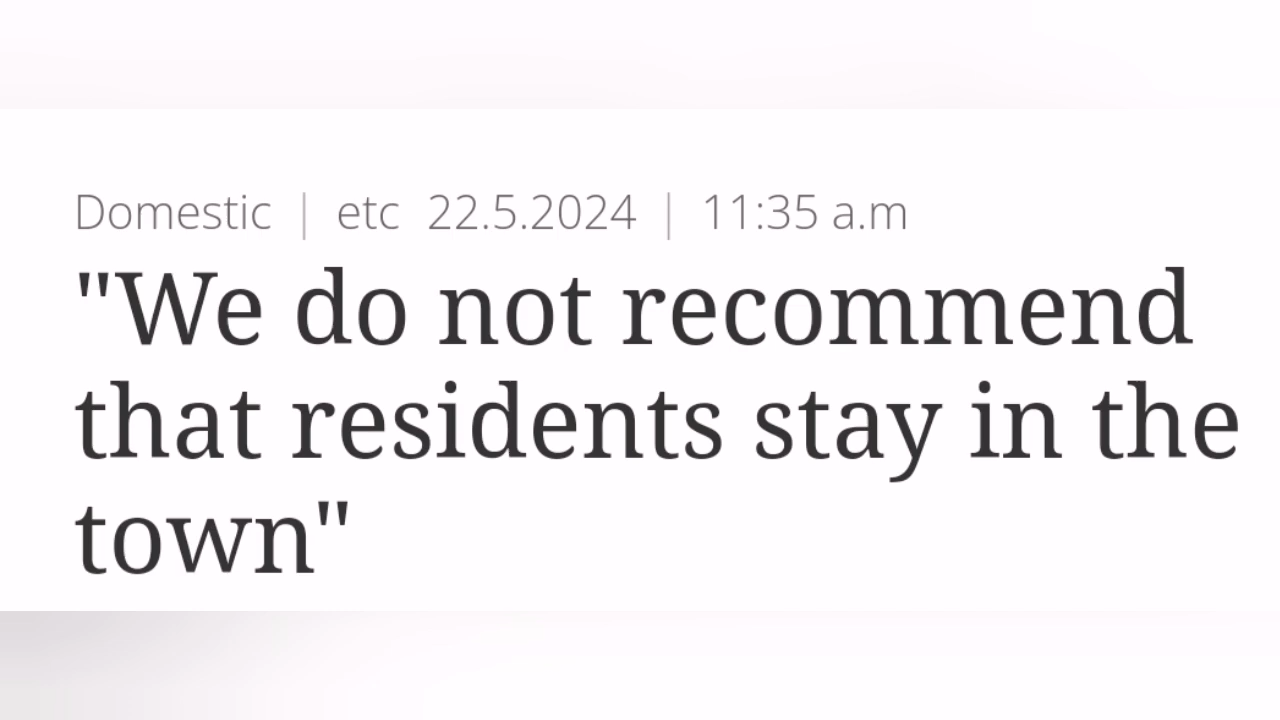 Domestic | etc 22.5.2024 | 11:35 a.m
"We do not recommend
that residents stay in the
town"